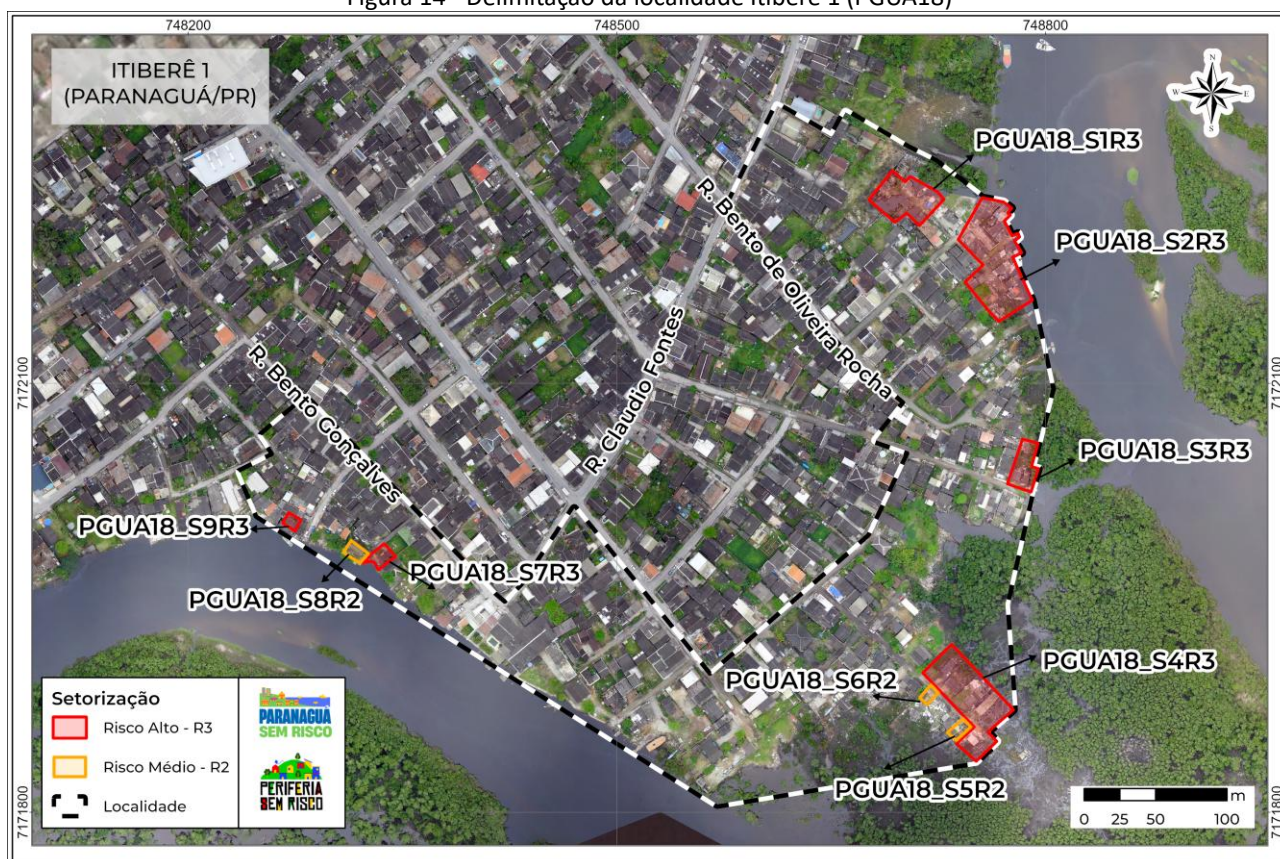 Figura 14 - Delimitação da localidade Itiberê 1 (PGUA18)
748200
748500
748800
ITIBERÊ 1
(PARANAGUÁ/PR)
N
W
E
S
PGUA18_S1R3
R. Bento de Oliveira Rocha
PGUA18_S2R3
R. Claudio Fontes
7172100
7172100
R. Bento Gonçalves
PGUA18_S3R3
PGUA18_S9R3
PGUA18_S7R3
PGUA18_S8R2
PGUA18_S4R3
PGUA18_S6R2
PGUA18_S5R2
Setorização
Risco Alto - R3
Risco Médio - R2
Localidade
PARANAGUÁ
SEM RISCO
PERIFERIA
SEM RISCO
m
0 25 50 100
7171800
7171800